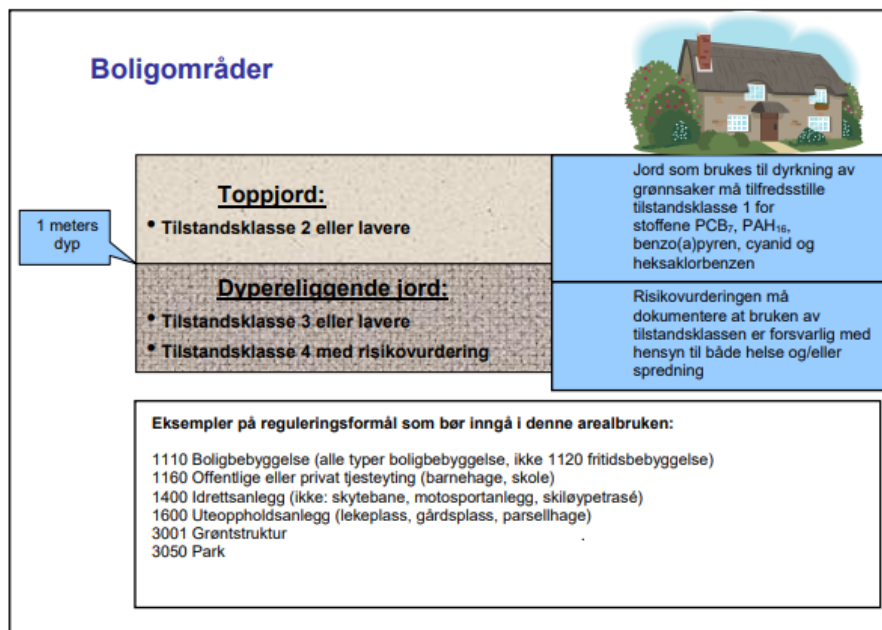 Boligområder
Toppjord:
• Tilstandsklasse 2 eller lavere
Jord som brukes til dyrkning av
grønnsaker må tilfredsstille
tilstandsklasse 1 for
stoffene PCB₇, PAH₁₆,
benzo(a)pyren, cyanid og
heksaklorbenzen
1 meters
dyp
Dypereliggende jord:
• Tilstandsklasse 3 eller lavere
• Tilstandsklasse 4 med risikovurdering
Risikovurderingen må
dokumentere at bruken av
tilstandsklassen er forsvarlig med
hensyn til både helse og/eller
spredning
Eksempler på reguleringsformål som bør inngå i denne arealbruken:
1110 Boligbebyggelse (alle typer boligbebyggelse, ikke 1120 fritidsbebyggelse)
1160 Offentlige eller privat tjesteyting (barnehage, skole)
1400 Idrettsanlegg (ikke: skytebane, motosportanlegg, skiløypetrasé)
1600 Uteoppholdsanlegg (lekeplass, gårdsplass, parsellhage)
3001 Grøntstruktur
3050 Park